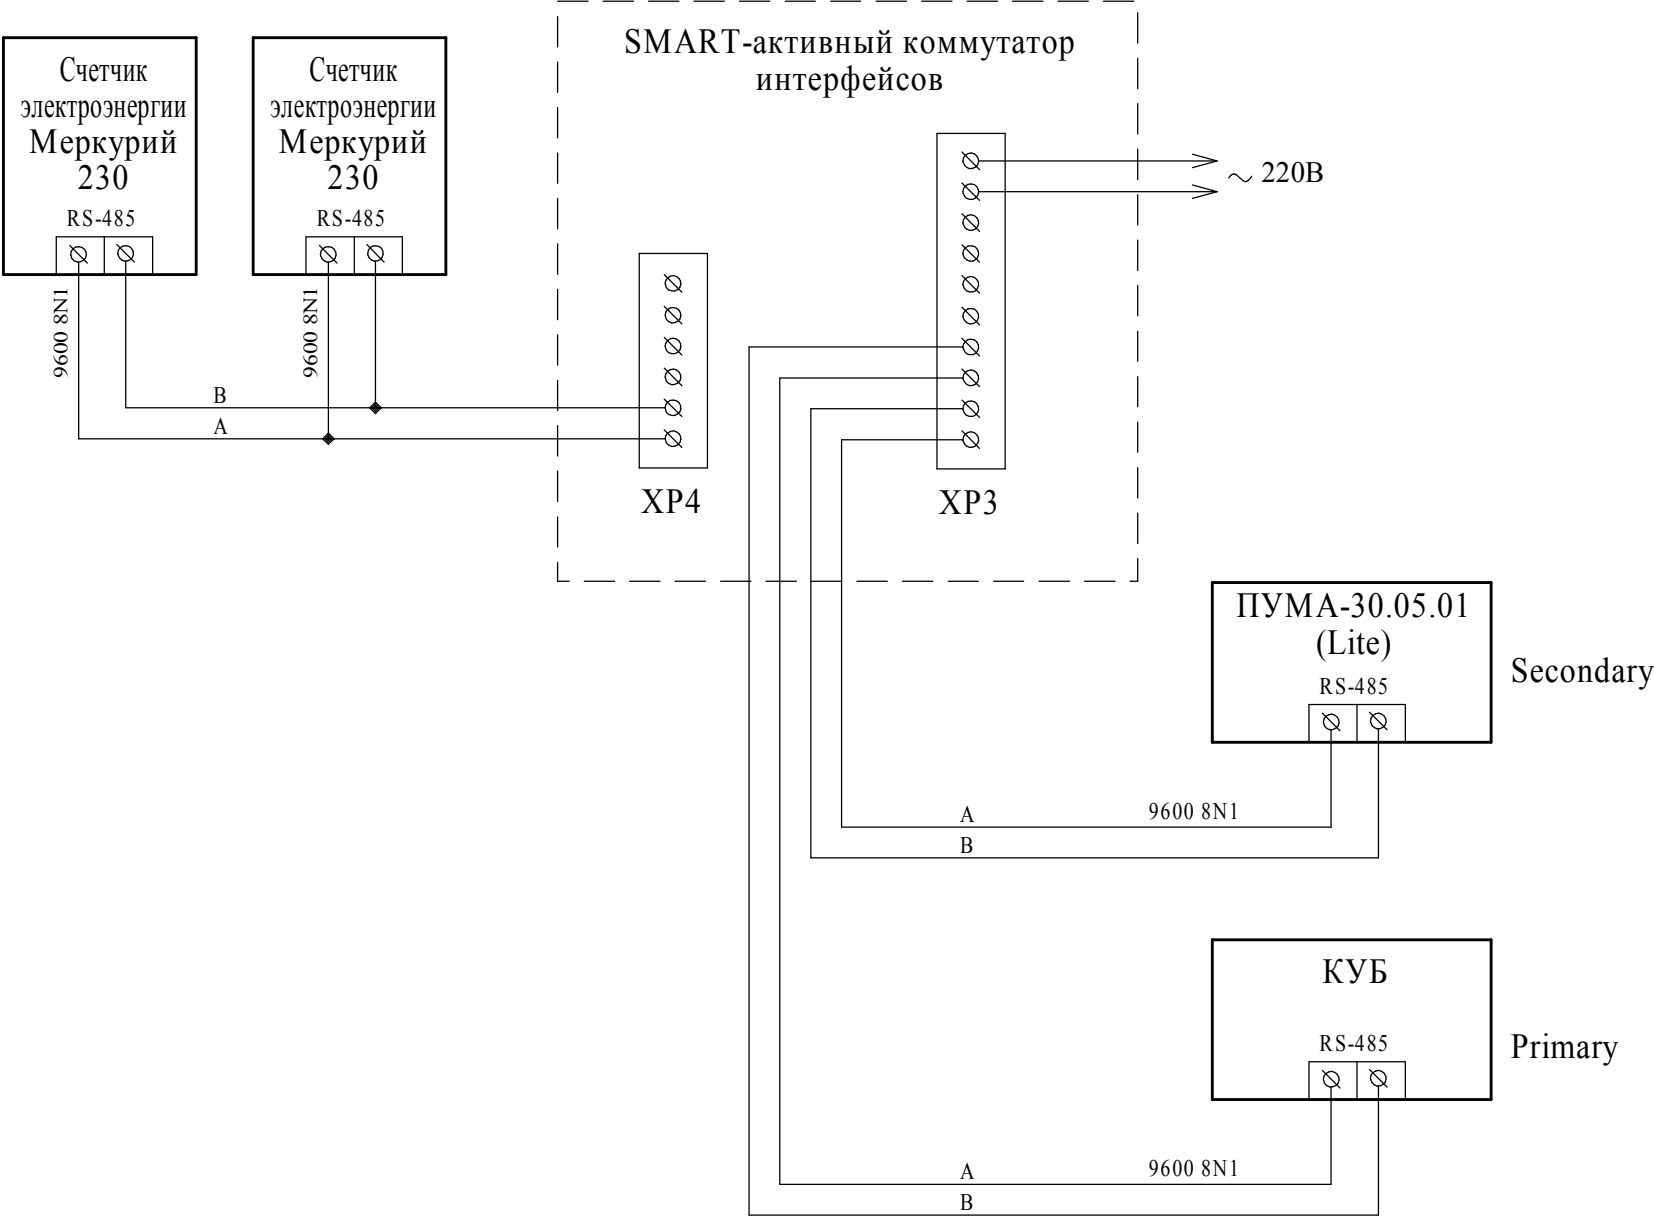 SMART-активный коммутатор
интерфейсов
Счетчик
электроэнергии
Меркурий
230
RS-485
9600 8N1
Счетчик
электроэнергии
Меркурий
230
RS-485
9600 8N1
B
A
XP4
XP3
~ 220В
ПУМА-30.05.01
(Lite)
RS-485
Secondary
A
9600 8N1
B
КУБ
RS-485
Primary
A
9600 8N1
B